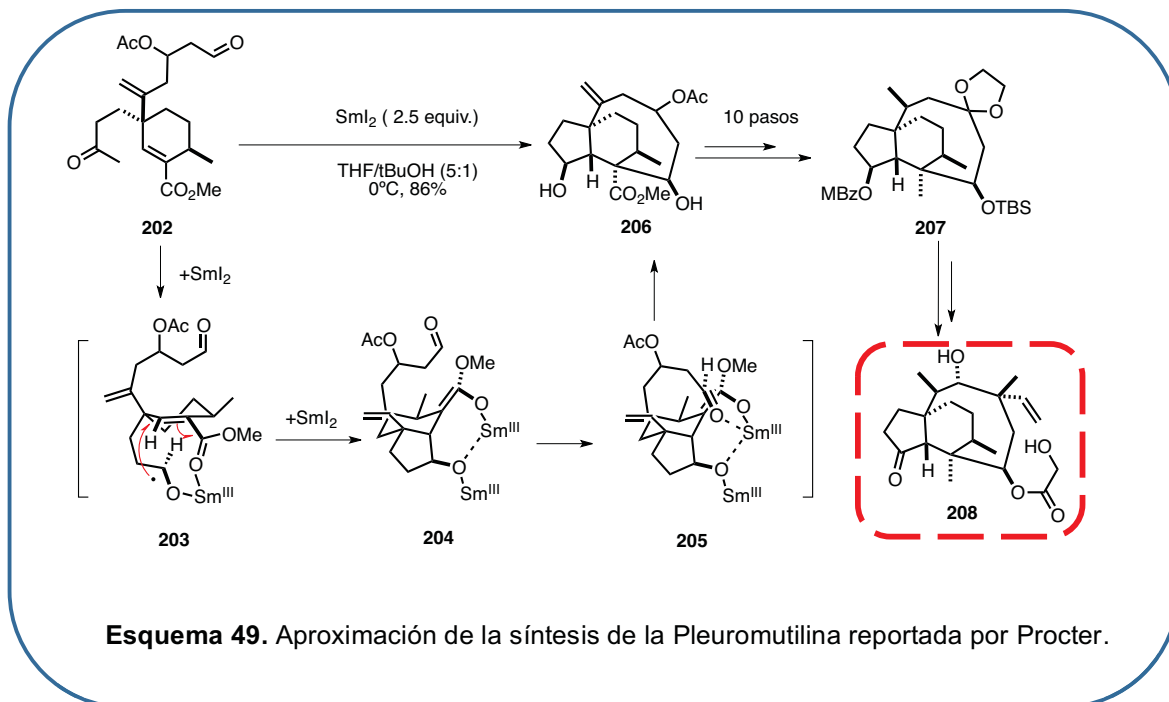 AcO
O
O
CO2Me
202
SmI2 ( 2.5 equiv.)
THF/tBuOH (5:1)
0ºC, 86%
OAc
HO
H
CO2Me
OH
206
10 pasos
O
O
MBzO
H
OTBS
207
+SmI2
OAc
O
H
H
OMe
O
O
SmIII
203
+SmI2
AcO
O
OMe
O
SmIII
O
SmIII
204
AcO
H
OMe
O
O
SmIII
O
SmIII
205
HO
HO
O
H
O
O
208
Esquema 49. Aproximación de la síntesis de la Pleuromutilina reportada por Procter.